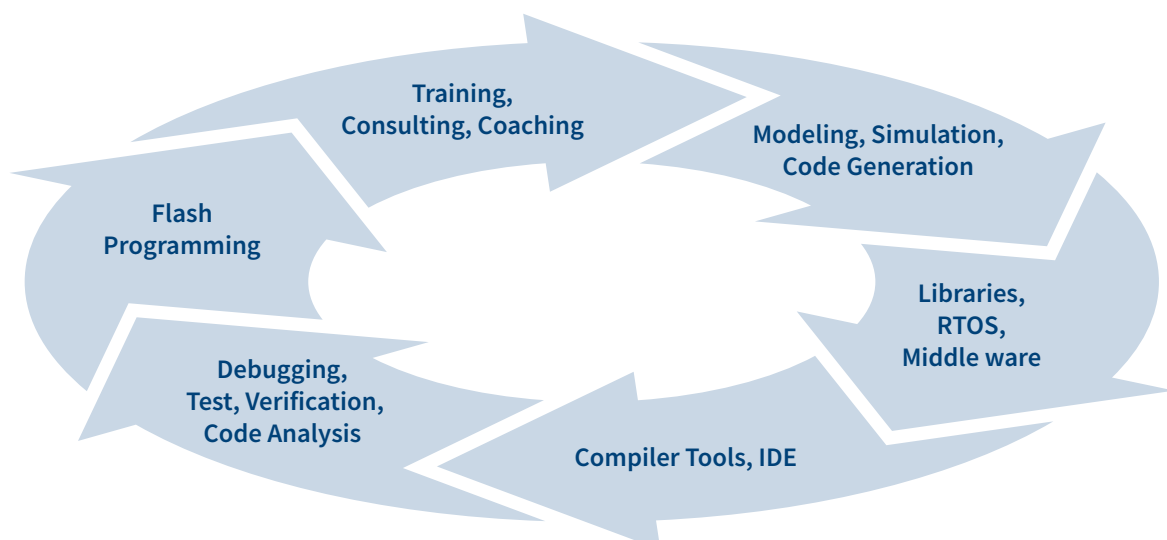 Training,
Consulting, Coaching
Modeling, Simulation,
Code Generation
Libraries,
RTOS,
Middle ware
Compiler Tools, IDE
Debugging,
Test, Verification,
Code Analysis
Flash
Programming